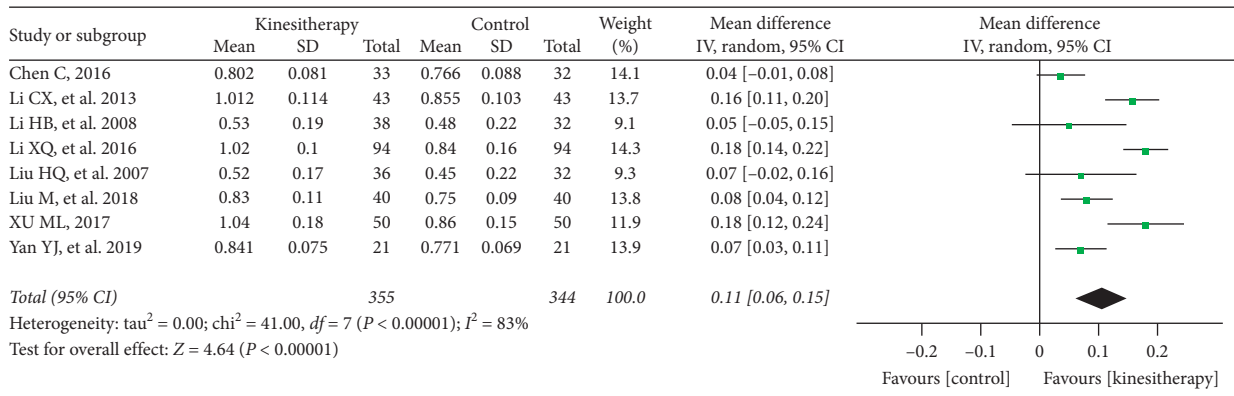 Study or subgroup Kinesitherapy Control Weight (%) Mean difference IV, random, 95% CI Mean difference IV, random, 95% CI
Mean SD Total Mean SD Total
Chen C, 2016 0.802 0.081 33 0.766 0.088 32 14.1 0.04 [–0.01, 0.08]
Li CX, et al. 2013 1.012 0.114 43 0.855 0.103 43 13.7 0.16 [0.11, 0.20]
Li HB, et al. 2008 0.53 0.19 38 0.48 0.22 32 9.1 0.05 [–0.05, 0.15]
Li XQ, et al. 2016 1.02 0.1 94 0.84 0.16 94 14.3 0.18 [0.14, 0.22]
Liu HQ, et al. 2007 0.52 0.17 36 0.45 0.22 32 9.3 0.07 [–0.02, 0.16]
Liu M, et al. 2018 0.83 0.11 40 0.75 0.09 40 13.8 0.08 [0.04, 0.12]
XU ML, 2017 1.04 0.18 50 0.86 0.15 50 11.9 0.18 [0.12, 0.24]
Yan YJ, et al. 2019 0.841 0.075 21 0.771 0.069 21 13.9 0.07 [0.03, 0.11]
Total (95% CI) 355 344 100.0 0.11 [0.06, 0.15]
Heterogeneity: tau² = 0.00; chi² = 41.00, df = 7 (P < 0.00001); I² = 83%
Test for overall effect: Z = 4.64 (P < 0.00001)
–0.2 –0.1 0 0.1 0.2
Favours [control] Favours [kinesitherapy]